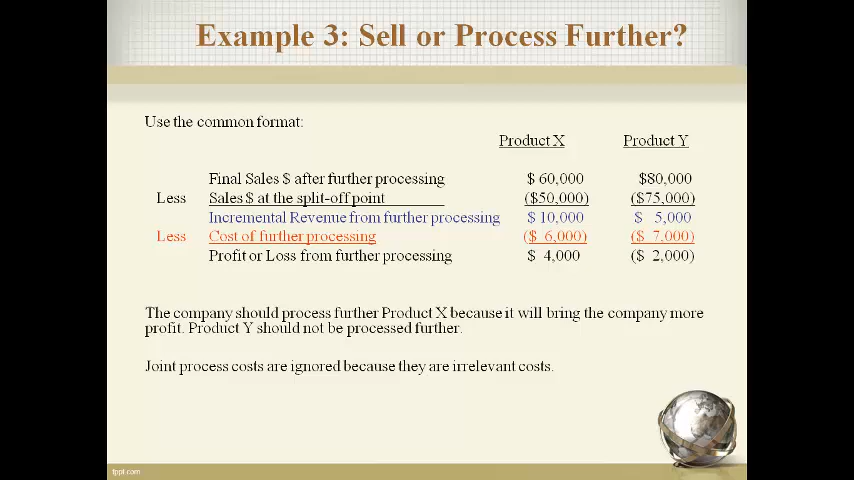 Example 3: Sell or Process Further?
Use the common format:
Product X Product Y
Final Sales $ after further processing $ 60,000 $80,000
Less Sales $ at the split-off point ($50,000) ($75,000)
Incremental Revenue from further processing $ 10,000 $ 5,000
Less Cost of further processing ($ 6,000) ($ 7,000)
Profit or Loss from further processing $ 4,000 ($ 2,000)
The company should process further Product X because it will bring the company more
profit. Product Y should not be processed further.
Joint process costs are ignored because they are irrelevant costs.
fppt.com